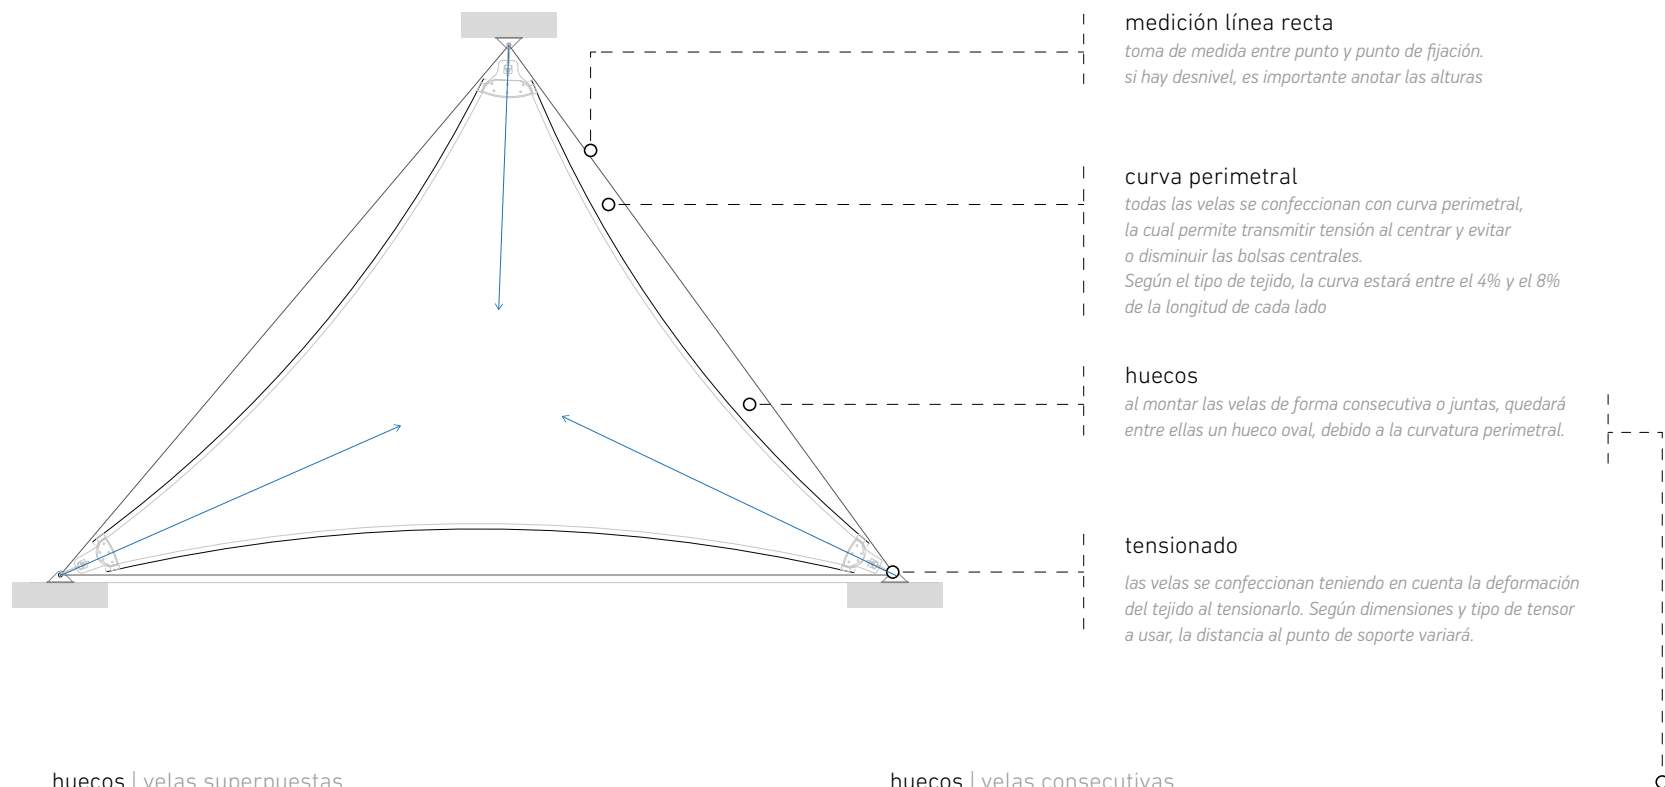 medición línea recta
toma de medida entre punto y punto de fijación.
si hay desnivel, es importante anotar las alturas
curva perimetral
todas las velas se confeccionan con curva perimetral,
la cual permite transmitir tensión al centrar y evitar
o disminuir las bolsas centrales.
Según el tipo de tejido, la curva estará entre el 4% y el 8%
de la longitud de cada lado
huecos
al montar las velas de forma consecutiva o juntas, quedará
entre ellas un hueco oval, debido a la curvatura perimetral.
tensionado
las velas se confeccionan teniendo en cuenta la deformación
del tejido al tensionarlo. Según dimensiones y tipo de tensor
a usar, la distancia al punto de soporte variará.
huecos | velas superpuestas
huecos | velas consecutivas